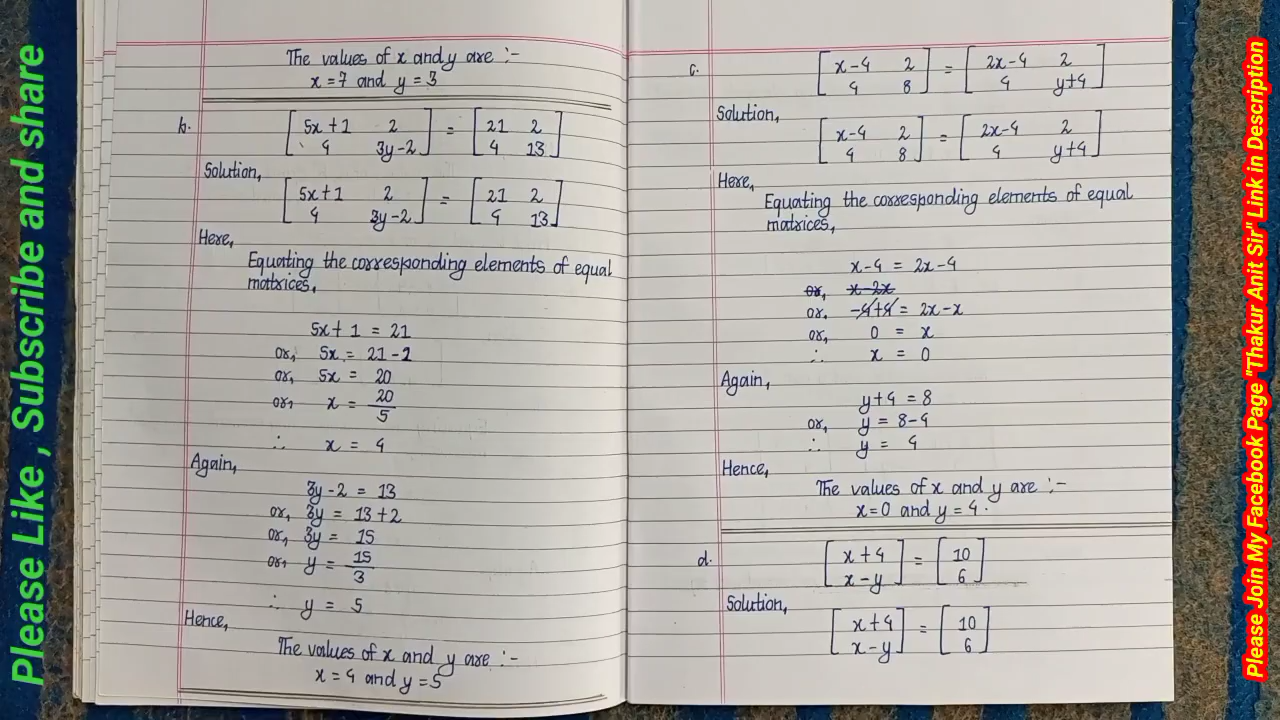 Please Like , Subscribe and share
The values of x and y are :-
x = 7 and y = 3
b. [5x+1 2
4 3y-2] = [21 2
4 13]
Solution,
[5x+1 2
4 3y-2] = [21 2
4 13]
Here,
Equating the corresponding elements of equal
matrices,
5x + 1 = 21
or, 5x = 21 - 1
or, 5x = 20
or, x = 20/5
∴ x = 4
Again,
3y - 2 = 13
or, 3y = 13 + 2
or, 3y = 15
or, y = 15/3
∴ y = 5
Hence,
The values of x and y are :-
x = 4 and y = 5
c. [x-4 2
4 8] = [2x-4 2
4 y+4]
Solution,
[x-4 2
4 8] = [2x-4 2
4 y+4]
Here,
Equating the corresponding elements of equal
matrices,
x - 4 = 2x - 4
or, x - 2x
or, -4 + 4 = 2x - x
or, 0 = x
∴ x = 0
Again,
y + 4 = 8
or, y = 8 - 4
∴ y = 4
Hence,
The values of x and y are :-
x = 0 and y = 4.
d. [x+4
x-y] = [10
6]
Solution,
[x+4
x-y] = [10
6]
Please Join My Facebook Page "Thakur Anit Sir" Link in Description